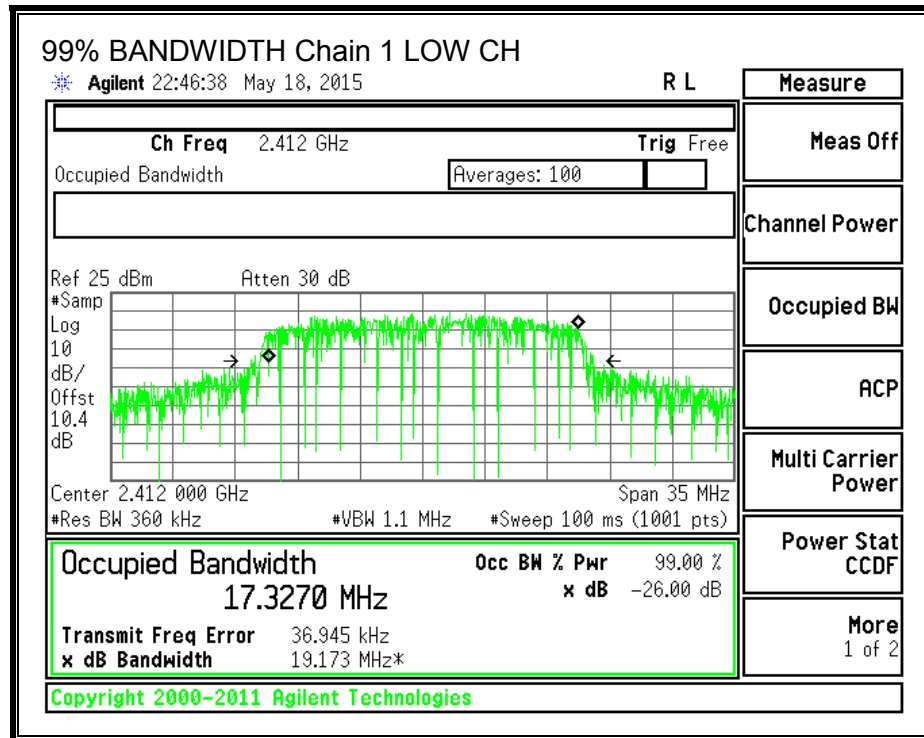 99% BANDWIDTH Chain 1 LOW CH
Agilent 22:46:38 May 18, 2015 R L
Measure
Ch Freq 2.412 GHz Trig Free
Occupied Bandwidth Averages: 100
Meas Off
Channel Power
Occupied BW
ACP
Multi Carrier
Power
Power Stat
CCDF
More
1 of 2
Ref 25 dBm Atten 30 dB
#Samp
Log
10
dB/
Offst
10.4
dB
Center 2.412 000 GHz Span 35 MHz
#Res BW 360 kHz #VBW 1.1 MHz #Sweep 100 ms (1001 pts)
Occupied Bandwidth Occ BW % Pwr 99.00 %
17.3270 MHz x dB -26.00 dB
Transmit Freq Error 36.945 kHz
x dB Bandwidth 19.173 MHz*
Copyright 2000-2011 Agilent Technologies